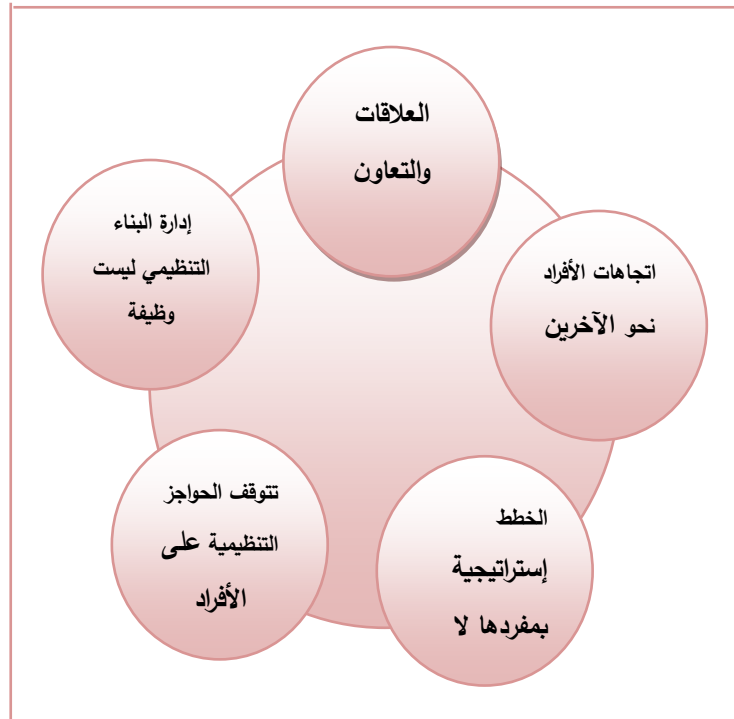 العلاقات
والتعاون
اتجاهات الأفراد
نحو الآخرين
الخطط
إستراتيجية
بمفردها لا
تتوقف الحواجز
التنظيمية على
الأفراد
إدارة البناء
التنظيمي ليست
وظيفة